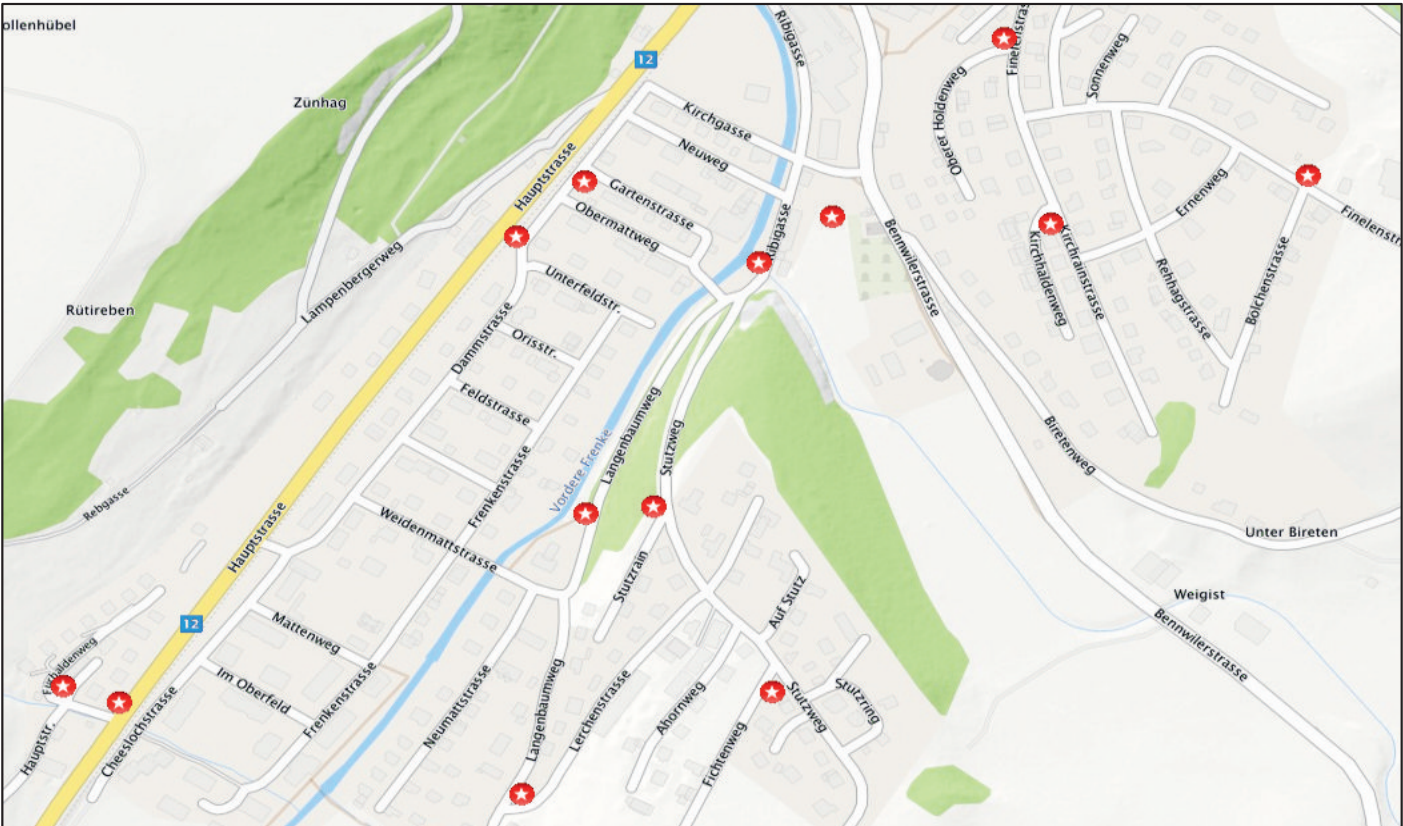 ollenhübel
Ribigasse
Finelenstras
12
Sonnenweg
Zünhag
Kirchgasse
Oberer Holdenweg
Neuweg
Hauptstrasse
Gartenstrasse
Ernenweg
Obermattweg
Ribigasse
Finelenstr.
Bennwilerstrasse
Kirchhaldenweg
Kirchrainstrasse
Lampenbergerweg
Unterfeldstr.
Rehhagstrasse
Bolchenstrasse
Rütireben
Dammstrasse
Orisstr.
Feldstrasse
Langenbaumweg
Stutzweg
Biretenweg
Vordere Frenke
Frenkenstrasse
Rebgasse
Hauptstrasse
Weidenmattstrasse
Unter Bireten
Stutzrain
Auf Stutz
Weigist
12
Mattenweg
Bennwilerstrasse
Im Oberfeld
Frenkenstrasse
Neumattstrasse
Langenbaumweg
Lerchenstrasse
Ahornweg
Stutzweg
Stutzring
Hauptstr.
Cheeslochstrasse
Fichtenweg